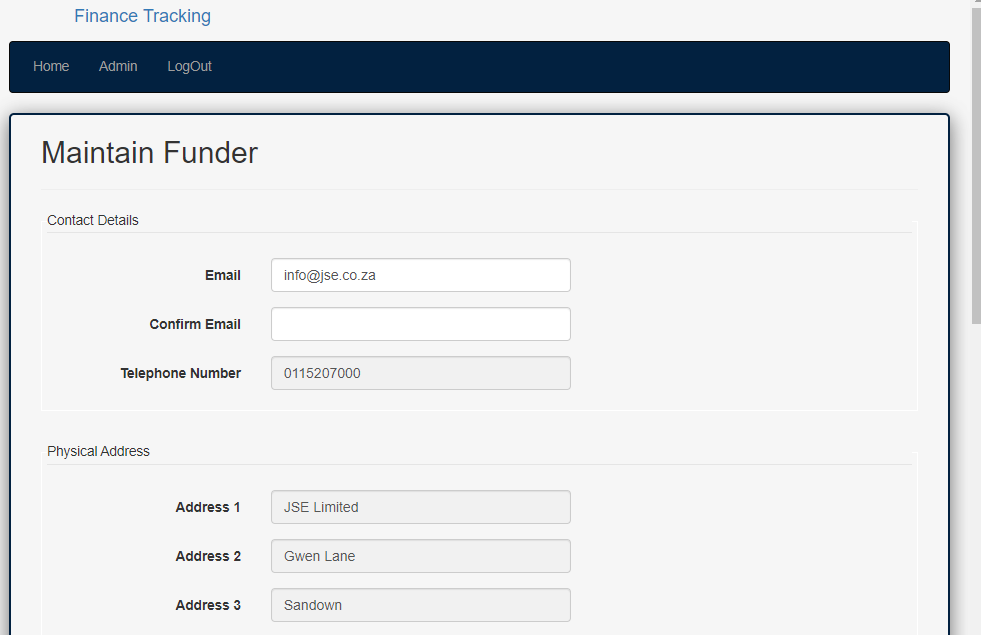 Finance Tracking
Home Admin LogOut
Maintain Funder
Contact Details
Email info@jse.co.za
Confirm Email
Telephone Number 0115207000
Physical Address
Address 1 JSE Limited
Address 2 Gwen Lane
Address 3 Sandown